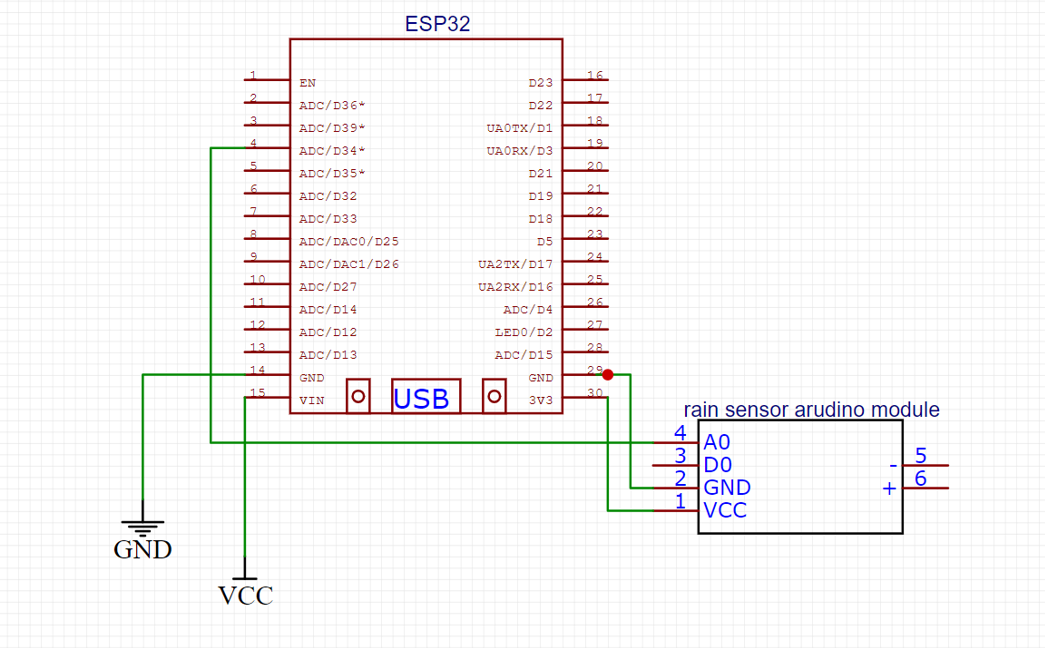 ESP32
1 EN D23 16
2 ADC/D36* D22 17
3 ADC/D39* UA0TX/D1 18
4 ADC/D34* UA0RX/D3 19
5 ADC/D35* D21 20
6 ADC/D32 D19 21
7 ADC/D33 D18 22
8 ADC/DAC0/D25 D5 23
9 ADC/DAC1/D26 UA2TX/D17 24
10 ADC/D27 UA2RX/D16 25
11 ADC/D14 ADC/D4 26
12 ADC/D12 LED0/D2 27
13 ADC/D13 ADC/D15 28
14 GND GND 29
15 VIN USB 3V3 30
rain sensor arudino module
4 A0
3 D0 - 5
2 GND + 6
1 VCC
GND
VCC